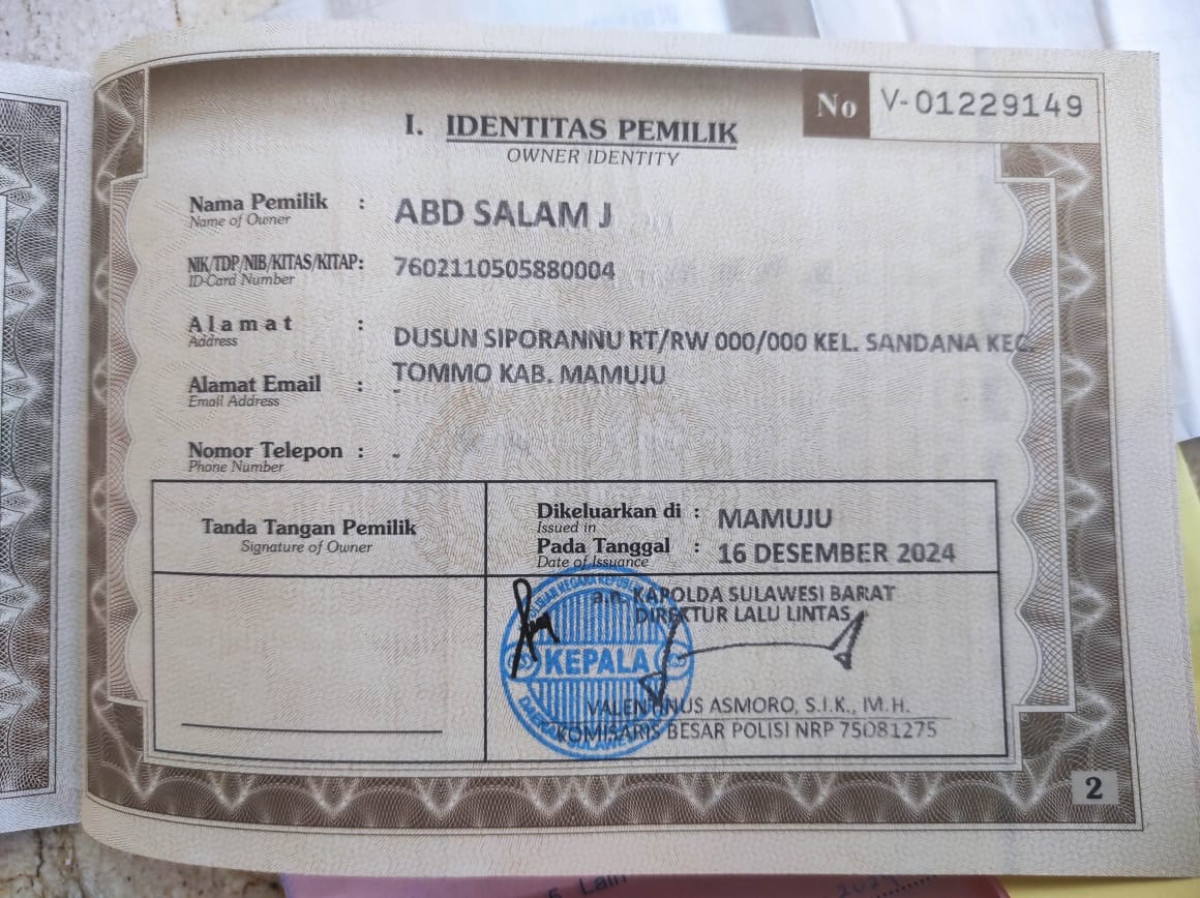 No V-01229149
I. IDENTITAS PEMILIK
OWNER IDENTITY
Nama Pemilik : ABD SALAM J
Name of Owner
NIK/TDP/NIB/KITAS/KITAP: 7602110505880004
ID-Card Number
Alamat : DUSUN SIPORANNU RT/RW 000/000 KEL. SANDANA KEC.
Address
TOMMO KAB. MAMUJU
Alamat Email : -
Email Address
Nomor Telepon : -
Phone Number
Tanda Tangan Pemilik
Signature of Owner
Dikeluarkan di : MAMUJU
Issued in
Pada Tanggal : 16 DESEMBER 2024
Date of Issuance
a.n. KAPOLDA SULAWESI BARAT
DIREKTUR LALU LINTAS
KEPALA
VALENTINUS ASMORO, S.I.K., M.H.
KOMISARIS BESAR POLISI NRP 75081275
2
Lain